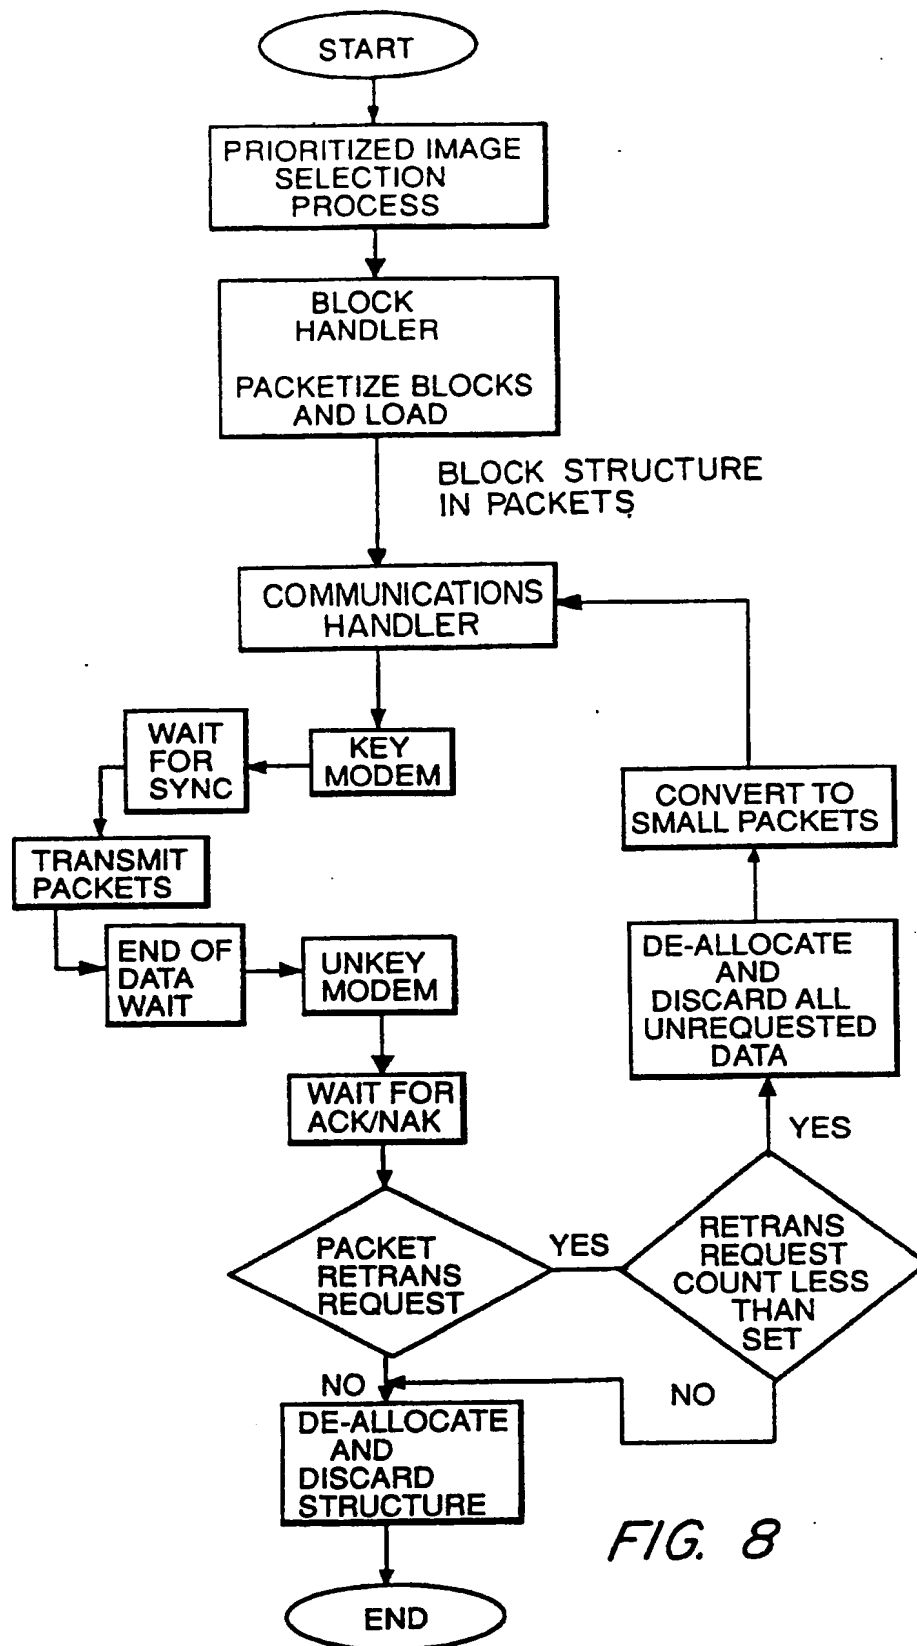 START
PRIORITIZED IMAGE
SELECTION
PROCESS
BLOCK
HANDLER
PACKETIZE BLOCKS
AND LOAD
BLOCK STRUCTURE
IN PACKETS
COMMUNICATIONS
HANDLER
KEY
MODEM
WAIT
FOR
SYNC
TRANSMIT
PACKETS
END OF
DATA
WAIT
UNKEY
MODEM
WAIT FOR
ACK/NAK
PACKET
RETRANS
REQUEST
YES
RETRANS
REQUEST
COUNT LESS
THAN
SET
YES
DE-ALLOCATE
AND
DISCARD ALL
UNREQUESTED
DATA
CONVERT TO
SMALL PACKETS
NO
NO
DE-ALLOCATE
AND
DISCARD
STRUCTURE
END
FIG. 8